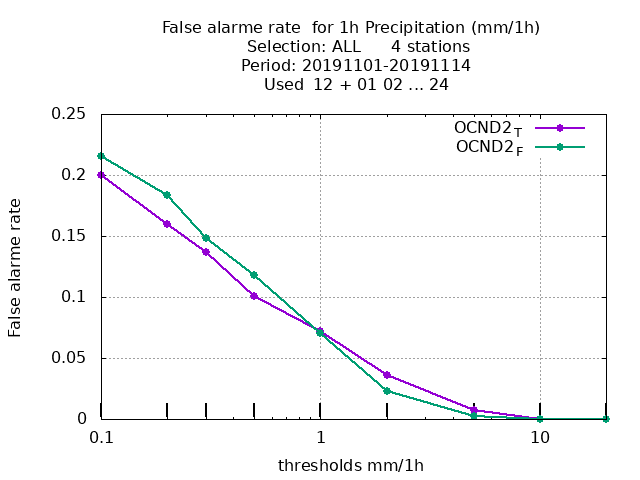 False alarme rate  for 1h Precipitation (mm/1h)
Selection: ALL      4 stations
Period: 20191101-20191114
Used  12 + 01 02 ... 24
OCND2T
OCND2F
0.25
0.2
0.15
0.1
0.05
0
False alarme rate
0.1 1 10
thresholds mm/1h